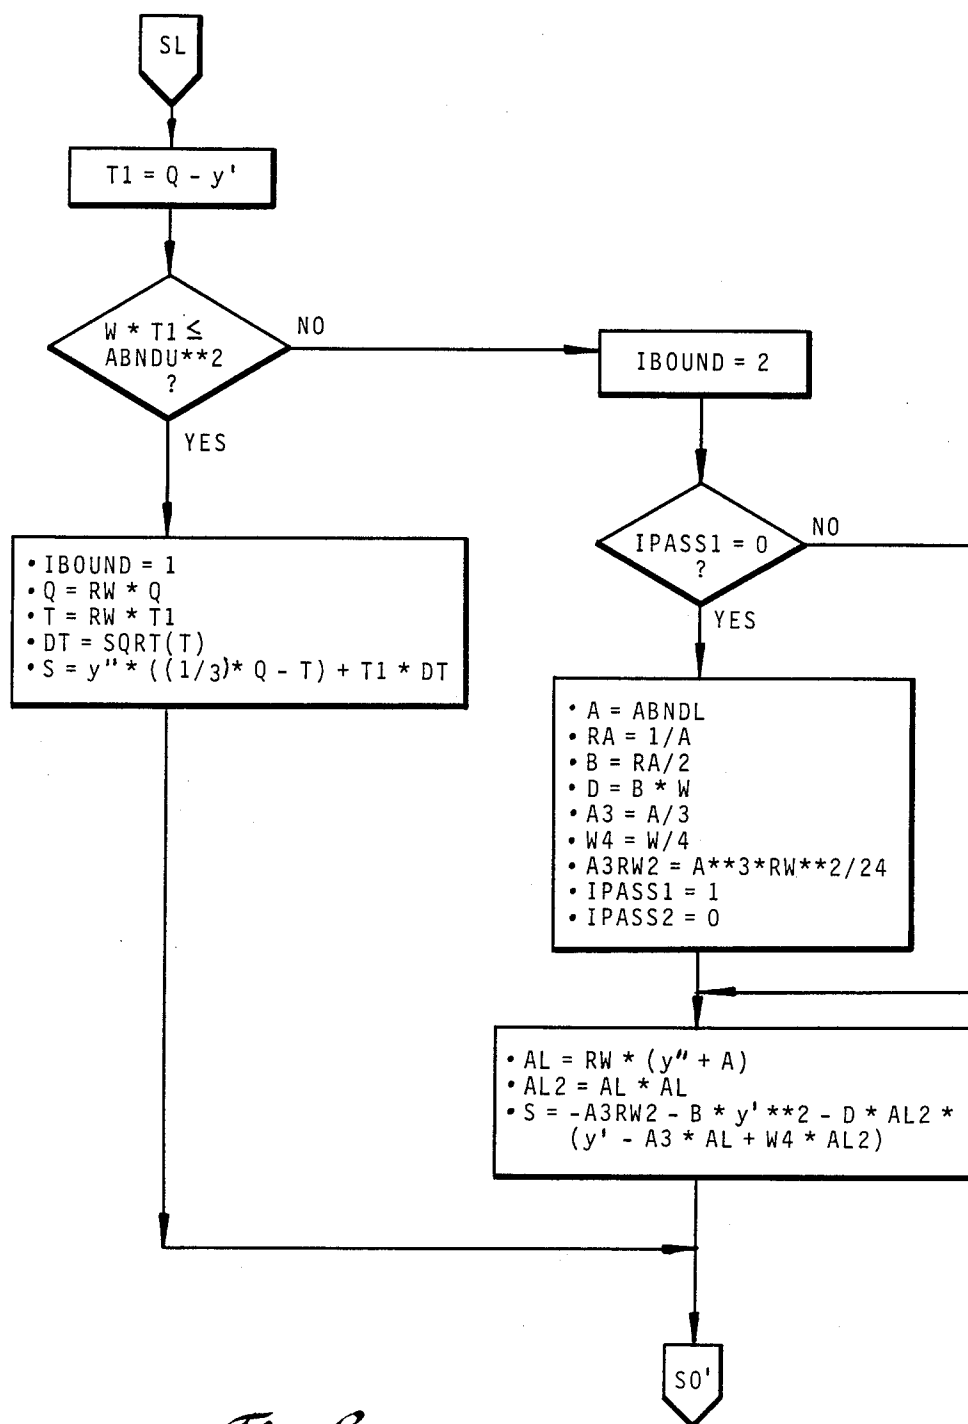 SL
T1 = Q - y'
W * T1 ≤
ABNDU**2
?
NO
YES
IBOUND = 2
IPASS1 = 0
?
NO
YES
• IBOUND = 1
• Q = RW * Q
• T = RW * T1
• DT = SQRT(T)
• S = y" * ((1/3)* Q - T) + T1 * DT
• A = ABNDL
• RA = 1/A
• B = RA/2
• D = B * W
• A3 = A/3
• W4 = W/4
• A3RW2 = A**3*RW**2/24
• IPASS1 = 1
• IPASS2 = 0
• AL = RW * (y" + A)
• AL2 = AL * AL
• S = -A3RW2 - B * y'**2 - D * AL2 *
(y' - A3 * AL + W4 * AL2)
SO'